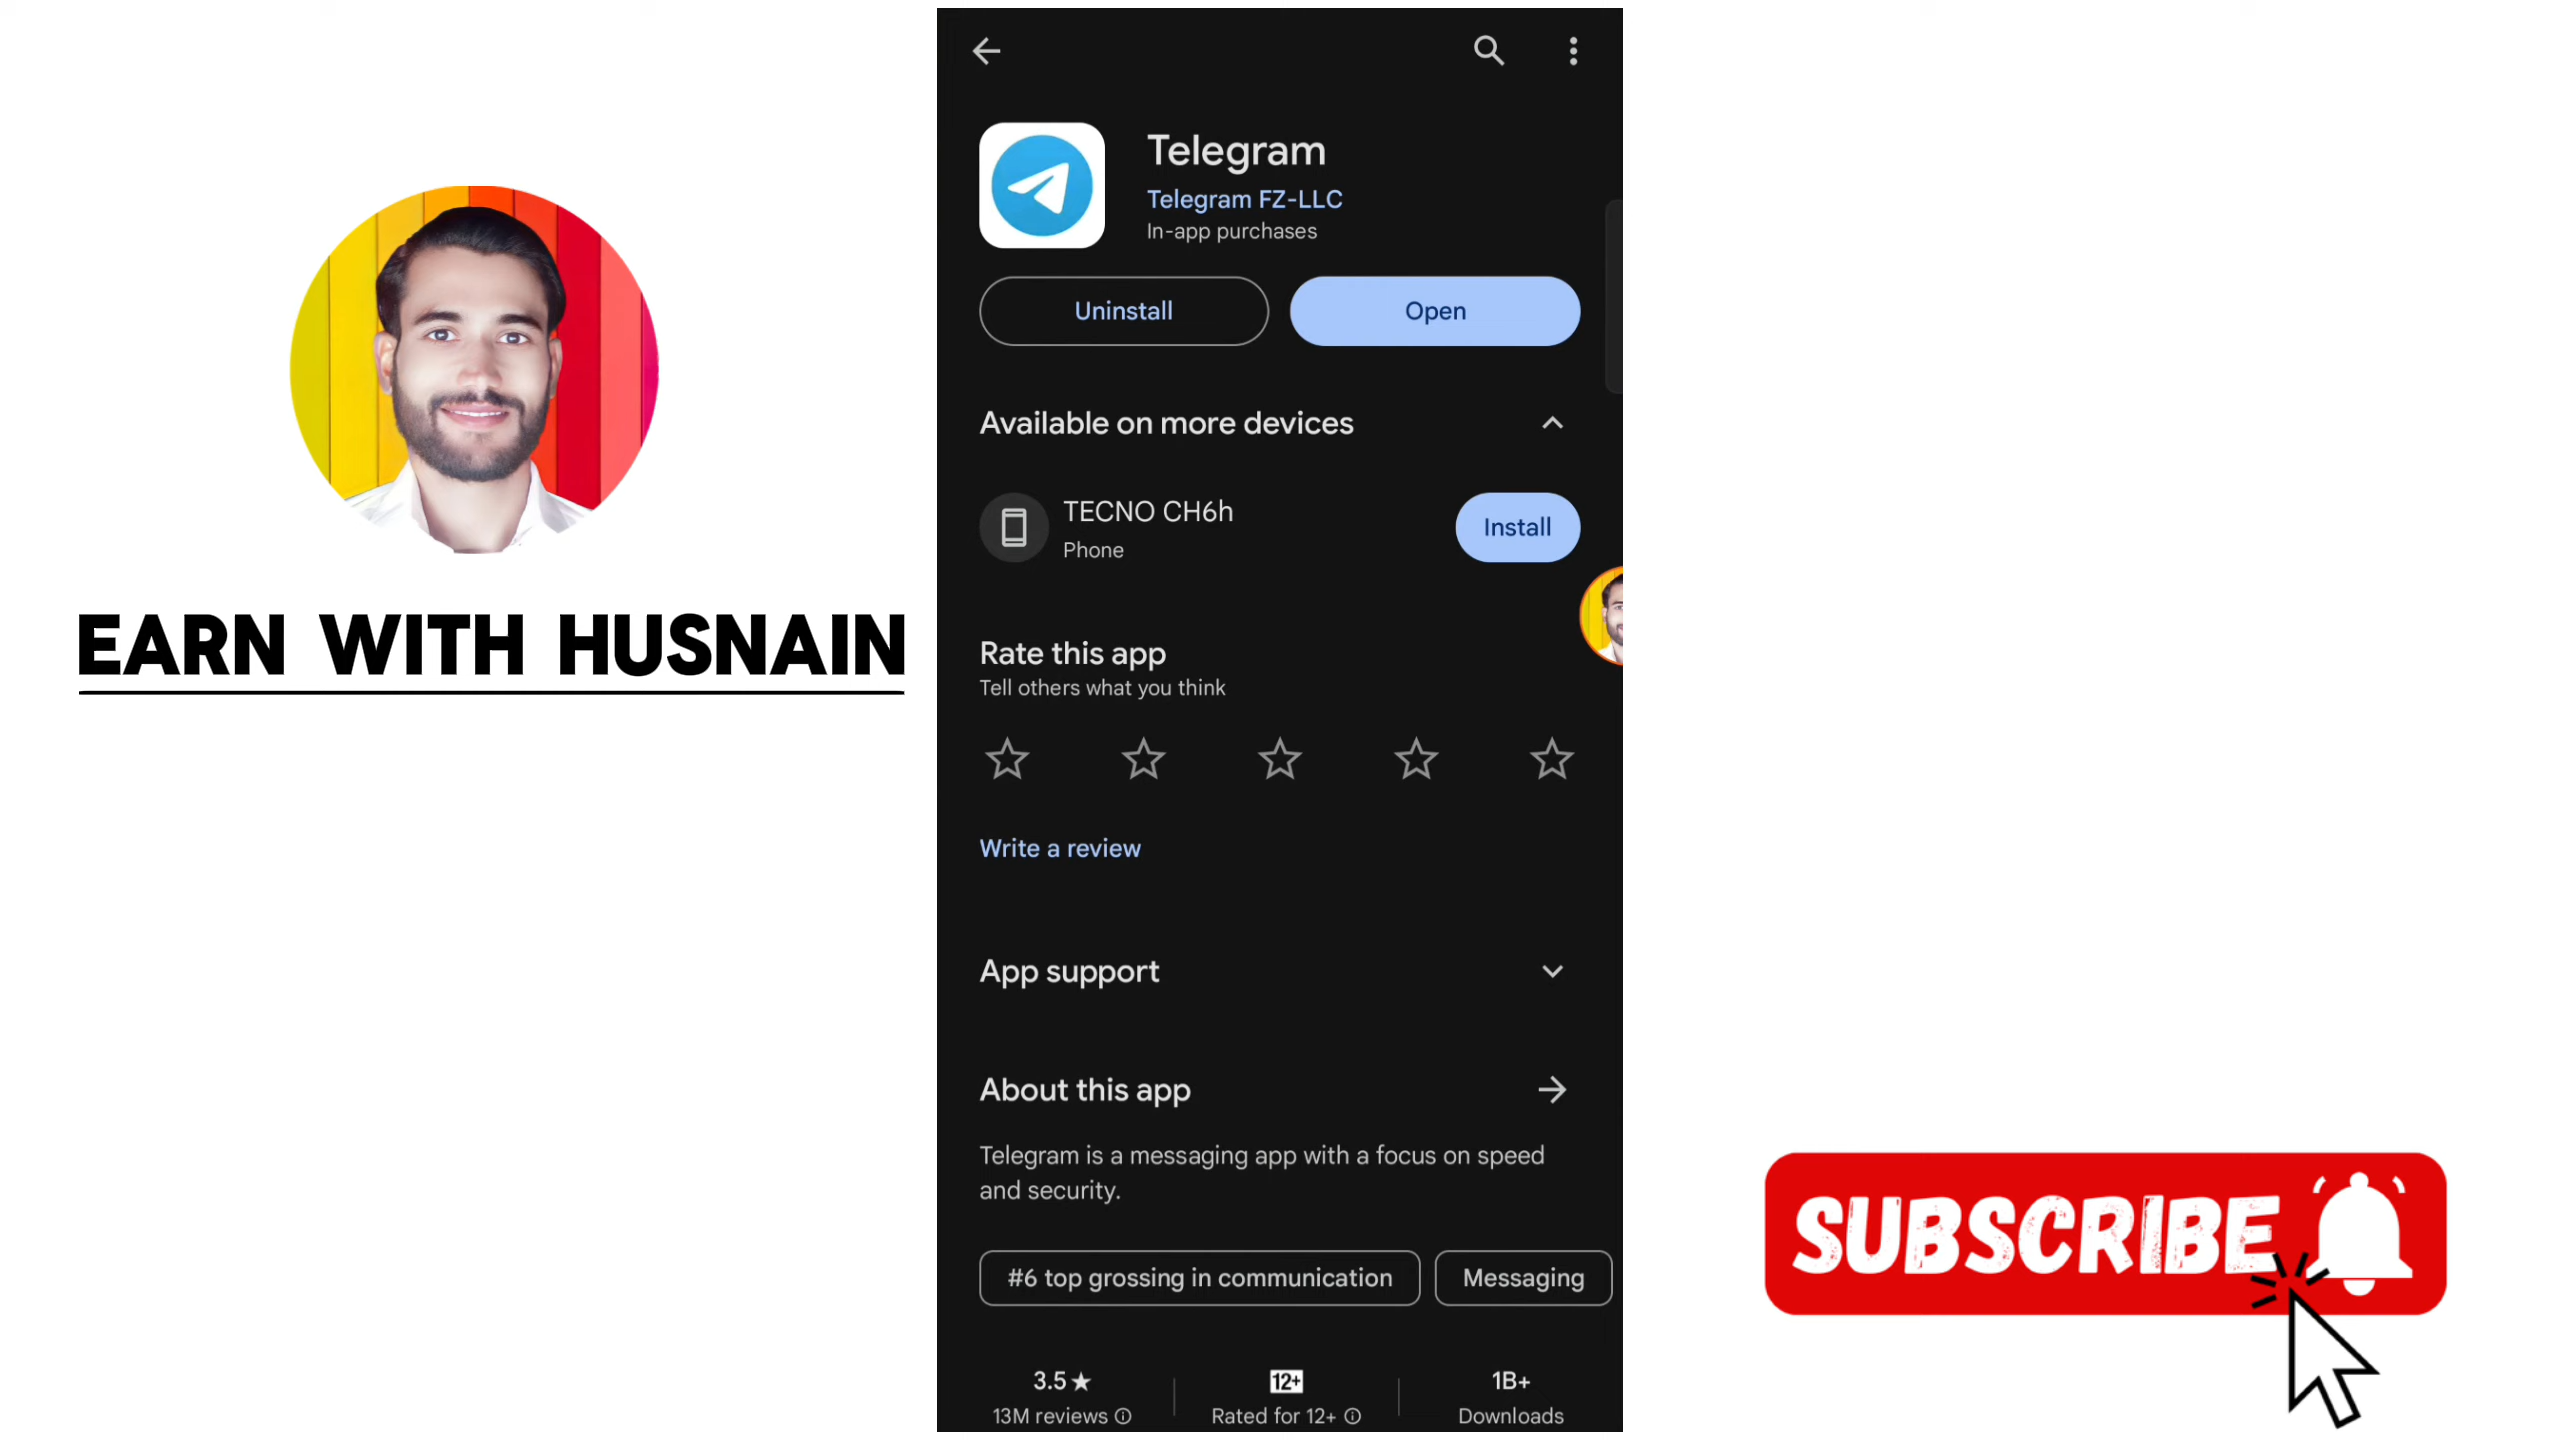 Telegram
Telegram FZ-LLC
In-app purchases
Uninstall
Open
Available on more devices
TECNO CH6h
Phone
Install
EARN WITH HUSNAIN
Rate this app
Tell others what you think
Write a review
App support
About this app
Telegram is a messaging app with a focus on speed
and security.
#6 top grossing in communication
Messaging
SUBSCRIBE
3.5★
13M reviews
12+
Rated for 12+
1B+
Downloads